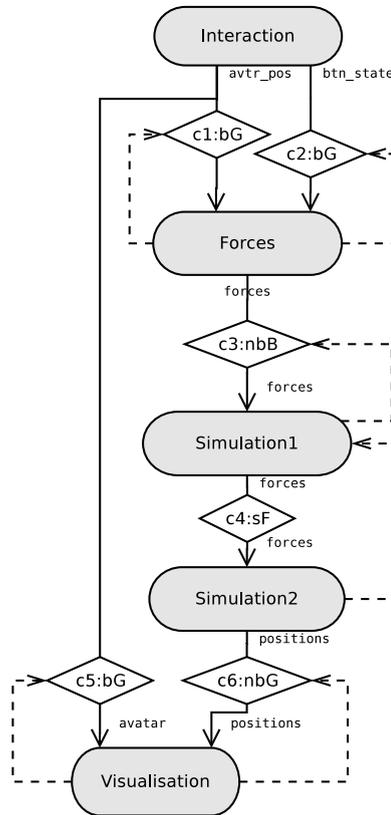 Interaction
avtr_pos
btn_state
c1:bG
c2:bG
Forces
forces
c3:nbB
forces
Simulation1
forces
c4:sF
forces
Simulation2
positions
c5:bG
c6:nbG
avatar
positions
Visualisation